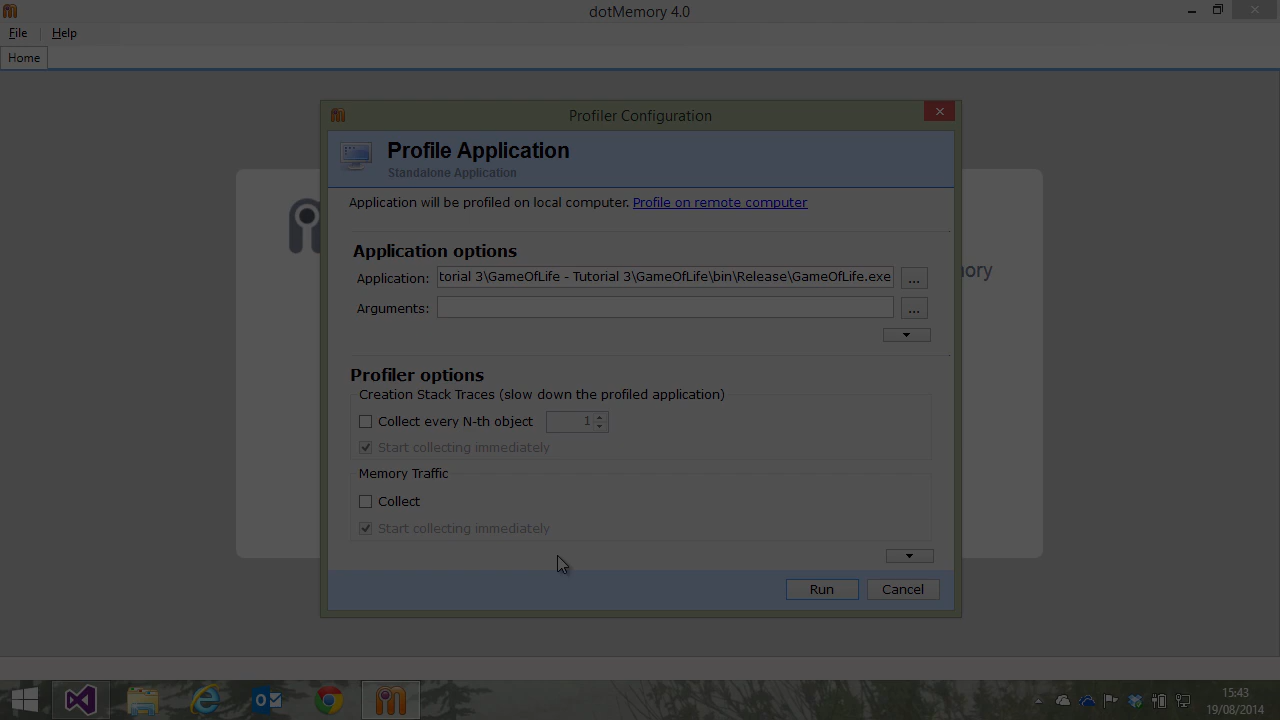 dotMemory 4.0
File
Help
Home
Profiler Configuration
Profile Application
Standalone Application
Application will be profiled on local computer. Profile on remote computer
Application options
Application: torial 3\GameOfLife - Tutorial 3\GameOfLife\bin\Release\GameOfLife.exe ...
Arguments: ...
Profiler options
Creation Stack Traces (slow down the profiled application)
Collect every N-th object 1
Start collecting immediately
Memory Traffic
Collect
Start collecting immediately
Run Cancel
15:43
19/08/2014